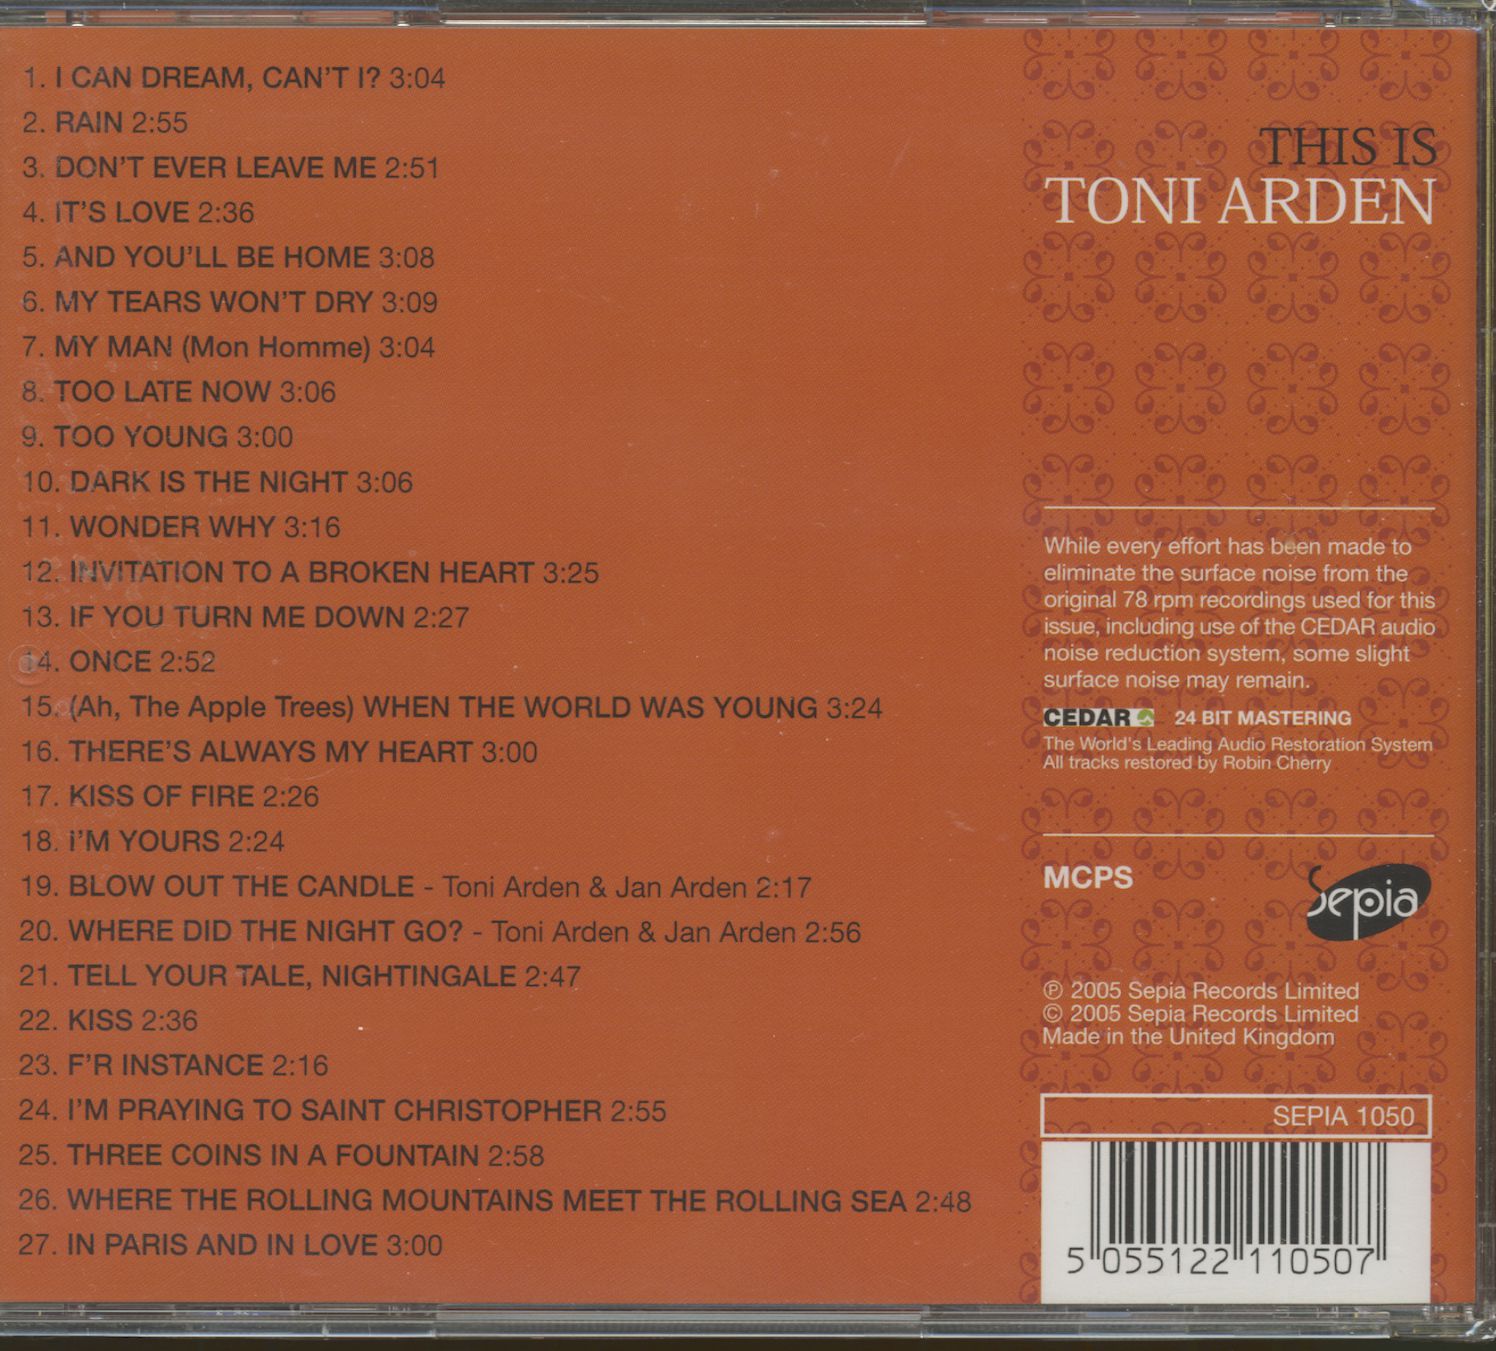 1. I CAN DREAM, CAN'T I? 3:04
2. RAIN 2:55
3. DON'T EVER LEAVE ME 2:51
4. IT'S LOVE 2:36
5. AND YOU'LL BE HOME 3:08
6. MY TEARS WON'T DRY 3:09
7. MY MAN (Mon Homme) 3:04
8. TOO LATE NOW 3:06
9. TOO YOUNG 3:00
10. DARK IS THE NIGHT 3:06
11. WONDER WHY 3:16
12. INVITATION TO A BROKEN HEART 3:25
13. IF YOU TURN ME DOWN 2:27
14. ONCE 2:52
15. (Ah, The Apple Trees) WHEN THE WORLD WAS YOUNG 3:24
16. THERE'S ALWAYS MY HEART 3:00
17. KISS OF FIRE 2:26
18. I'M YOURS 2:24
19. BLOW OUT THE CANDLE - Toni Arden & Jan Arden 2:17
20. WHERE DID THE NIGHT GO? - Toni Arden & Jan Arden 2:56
21. TELL YOUR TALE, NIGHTINGALE 2:47
22. KISS 2:36
23. F'R INSTANCE 2:16
24. I'M PRAYING TO SAINT CHRISTOPHER 2:55
25. THREE COINS IN A FOUNTAIN 2:58
26. WHERE THE ROLLING MOUNTAINS MEET THE ROLLING SEA 2:48
27. IN PARIS AND IN LOVE 3:00
THIS IS
TONI ARDEN
While every effort has been made to
eliminate the surface noise from the
original 78 rpm recordings used for this
issue, including use of the CEDAR audio
noise reduction system, some slight
surface noise may remain.
CEDAR 24 BIT MASTERING
The World's Leading Audio Restoration System
All tracks restored by Robin Cherry
MCPS
Sepia
℗ 2005 Sepia Records Limited
© 2005 Sepia Records Limited
Made in the United Kingdom
SEPIA 1050
5 055122 110507